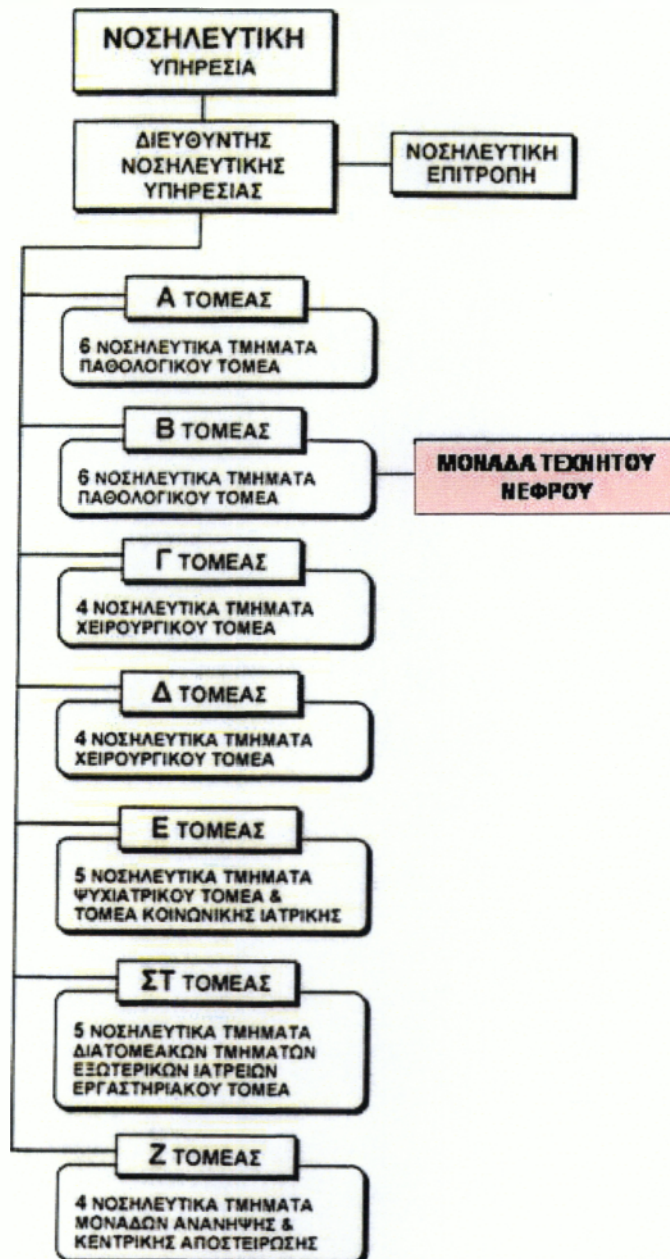 ΝΟΣΗΛΕΥΤΙΚΗ
ΥΠΗΡΕΣΙΑ
ΔΙΕΥΘΥΝΤΗΣ
ΝΟΣΗΛΕΥΤΙΚΗΣ
ΥΠΗΡΕΣΙΑΣ
ΝΟΣΗΛΕΥΤΙΚΗ
ΕΠΙΤΡΟΠΗ
Α ΤΟΜΕΑΣ
6 ΝΟΣΗΛΕΥΤΙΚΑ ΤΜΗΜΑΤΑ
ΠΑΘΟΛΟΓΙΚΟΥ ΤΟΜΕΑ
Β ΤΟΜΕΑΣ
6 ΝΟΣΗΛΕΥΤΙΚΑ ΤΜΗΜΑΤΑ
ΠΑΘΟΛΟΓΙΚΟΥ ΤΟΜΕΑ
ΜΟΝΑΔΑ ΤΕΧΝΗΤΟΥ
ΝΕΦΡΟΥ
Γ ΤΟΜΕΑΣ
4 ΝΟΣΗΛΕΥΤΙΚΑ ΤΜΗΜΑΤΑ
ΧΕΙΡΟΥΡΓΙΚΟΥ ΤΟΜΕΑ
Δ ΤΟΜΕΑΣ
4 ΝΟΣΗΛΕΥΤΙΚΑ ΤΜΗΜΑΤΑ
ΧΕΙΡΟΥΡΓΙΚΟΥ ΤΟΜΕΑ
Ε ΤΟΜΕΑΣ
5 ΝΟΣΗΛΕΥΤΙΚΑ ΤΜΗΜΑΤΑ
ΨΥΧΙΑΤΡΙΚΟΥ ΤΟΜΕΑ &
ΤΟΜΕΑ ΚΟΙΝΩΝΙΚΗΣ ΙΑΤΡΙΚΗΣ
ΣΤ ΤΟΜΕΑΣ
5 ΝΟΣΗΛΕΥΤΙΚΑ ΤΜΗΜΑΤΑ
ΔΙΑΤΟΜΕΑΚΩΝ ΤΜΗΜΑΤΩΝ
ΕΞΩΤΕΡΙΚΩΝ ΙΑΤΡΕΙΩΝ
ΕΡΓΑΣΤΗΡΙΑΚΟΥ ΤΟΜΕΑ
Ζ ΤΟΜΕΑΣ
4 ΝΟΣΗΛΕΥΤΙΚΑ ΤΜΗΜΑΤΑ
ΜΟΝΑΔΩΝ ΑΝΑΝΗΨΗΣ &
ΚΕΝΤΡΙΚΗΣ ΑΠΟΣΤΕΙΡΩΣΗΣ